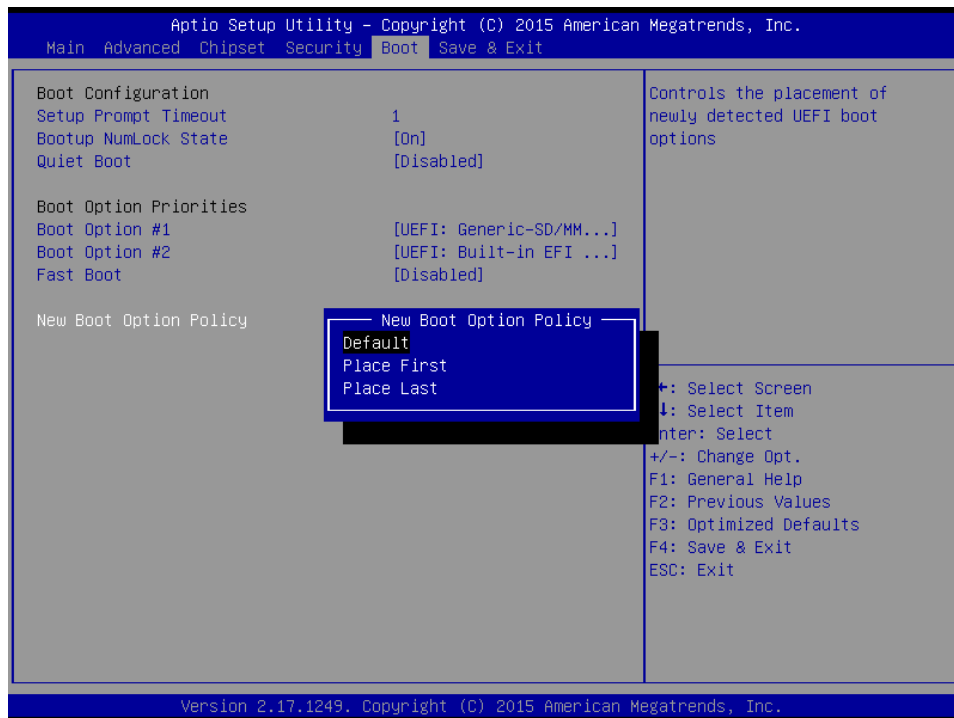 Aptio Setup Utility – Copyright (C) 2015 American Megatrends, Inc.
Main Advanced Chipset Security Boot Save & Exit
Boot Configuration
Setup Prompt Timeout 1
Bootup NumLock State [On]
Quiet Boot [Disabled]
Boot Option Priorities
Boot Option #1 [UEFI: Generic-SD/MM...]
Boot Option #2 [UEFI: Built-in EFI ...]
Fast Boot [Disabled]
New Boot Option Policy
New Boot Option Policy
Default
Place First
Place Last
Controls the placement of
newly detected UEFI boot
options
: Select Screen
: Select Item
nter: Select
+/-: Change Opt.
F1: General Help
F2: Previous Values
F3: Optimized Defaults
F4: Save & Exit
ESC: Exit
Version 2.17.1249. Copyright (C) 2015 American Megatrends, Inc.